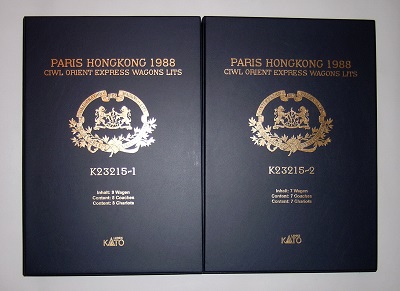 PARIS HONGKONG 1988
CIWL ORIENT EXPRESS WAGONS LITS
K23215-1
Inhalt: 8 Wagen
Content: 8 Coaches
Content: 8 Chariots
LEMKE
KATO
PARIS HONGKONG 1988
CIWL ORIENT EXPRESS WAGONS LITS
K23215-2
Inhalt: 7 Wagen
Content: 7 Coaches
Content: 7 Chariots
LEMKE
KATO